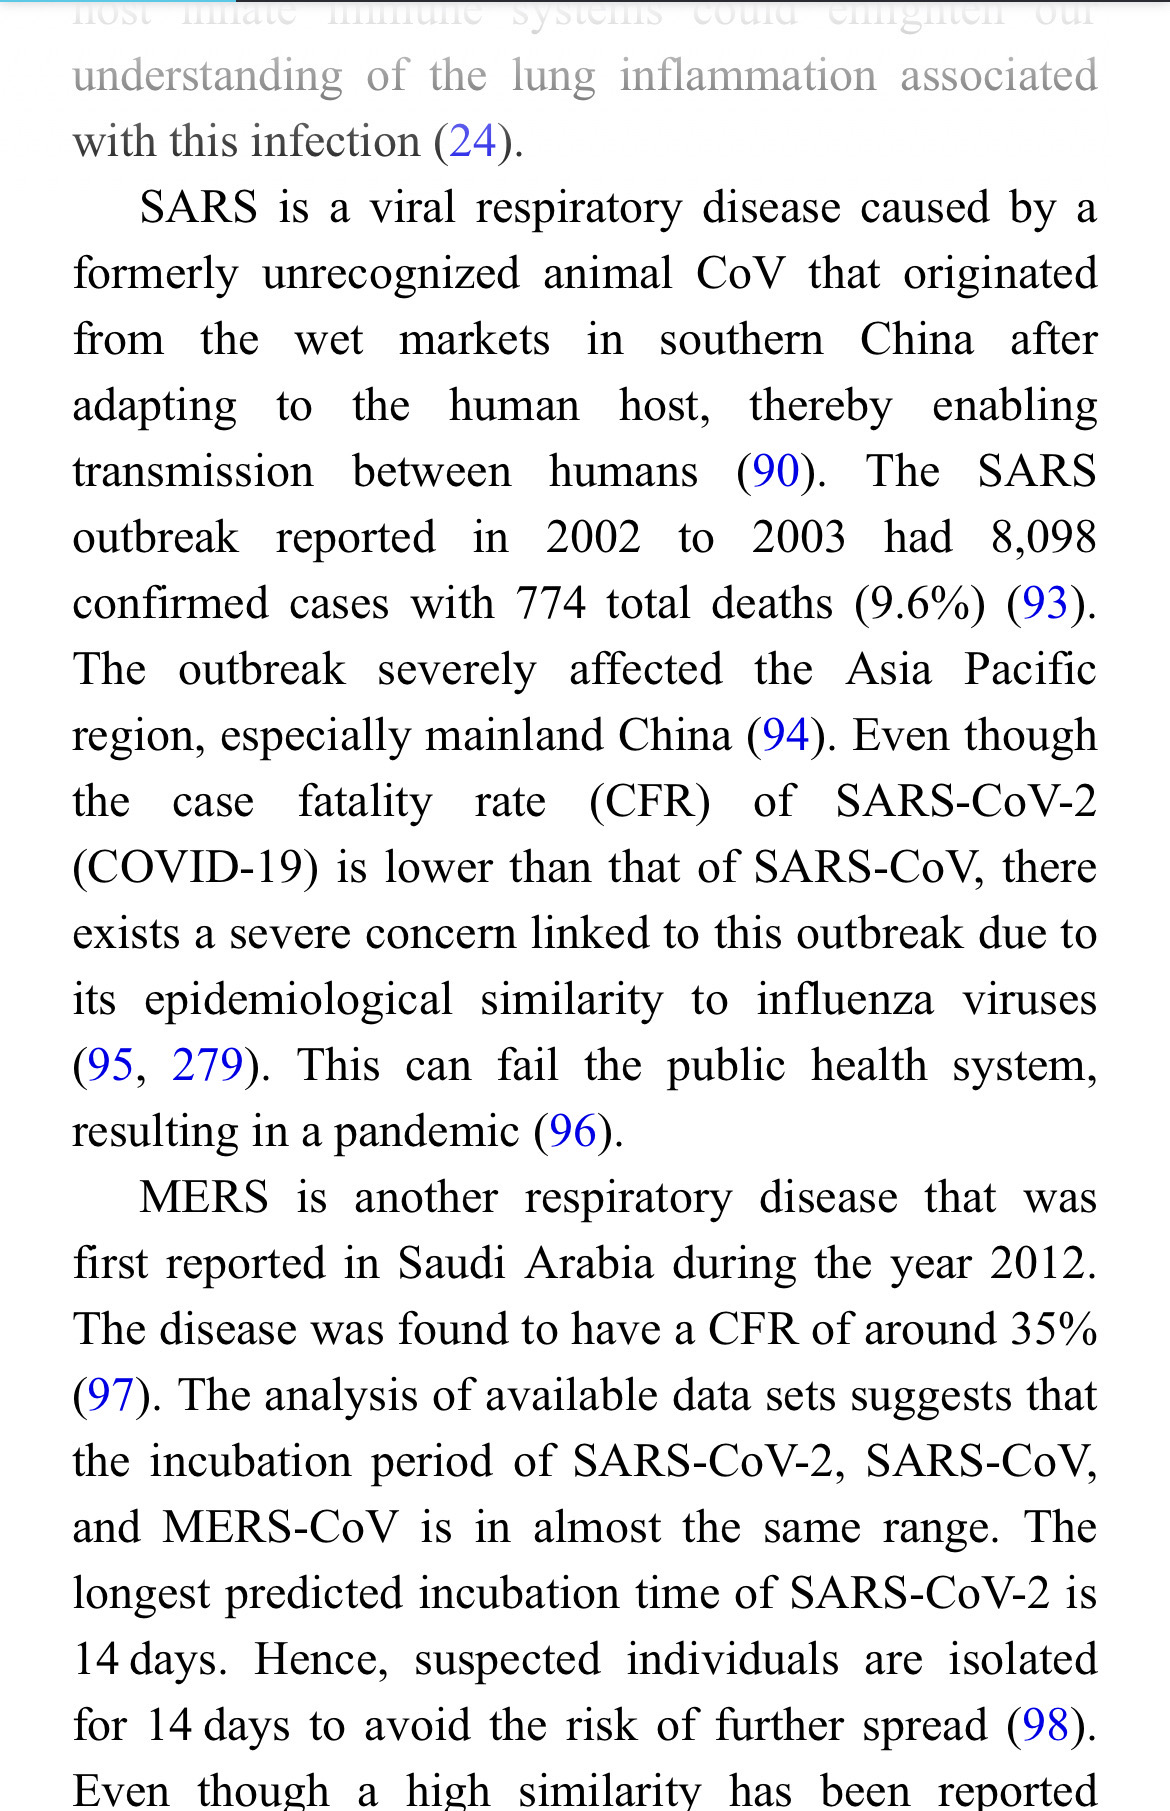 host innate immune systems could enlighten our
understanding of the lung inflammation associated
with this infection (24).
SARS is a viral respiratory disease caused by a
formerly unrecognized animal CoV that originated
from the wet markets in southern China after
adapting to the human host, thereby enabling
transmission between humans (90). The SARS
outbreak reported in 2002 to 2003 had 8,098
confirmed cases with 774 total deaths (9.6%) (93).
The outbreak severely affected the Asia Pacific
region, especially mainland China (94). Even though
the case fatality rate (CFR) of SARS-CoV-2
(COVID-19) is lower than that of SARS-CoV, there
exists a severe concern linked to this outbreak due to
its epidemiological similarity to influenza viruses
(95, 279). This can fail the public health system,
resulting in a pandemic (96).
MERS is another respiratory disease that was
first reported in Saudi Arabia during the year 2012.
The disease was found to have a CFR of around 35%
(97). The analysis of available data sets suggests that
the incubation period of SARS-CoV-2, SARS-CoV,
and MERS-CoV is in almost the same range. The
longest predicted incubation time of SARS-CoV-2 is
14 days. Hence, suspected individuals are isolated
for 14 days to avoid the risk of further spread (98).
Even though a high similarity has been reported